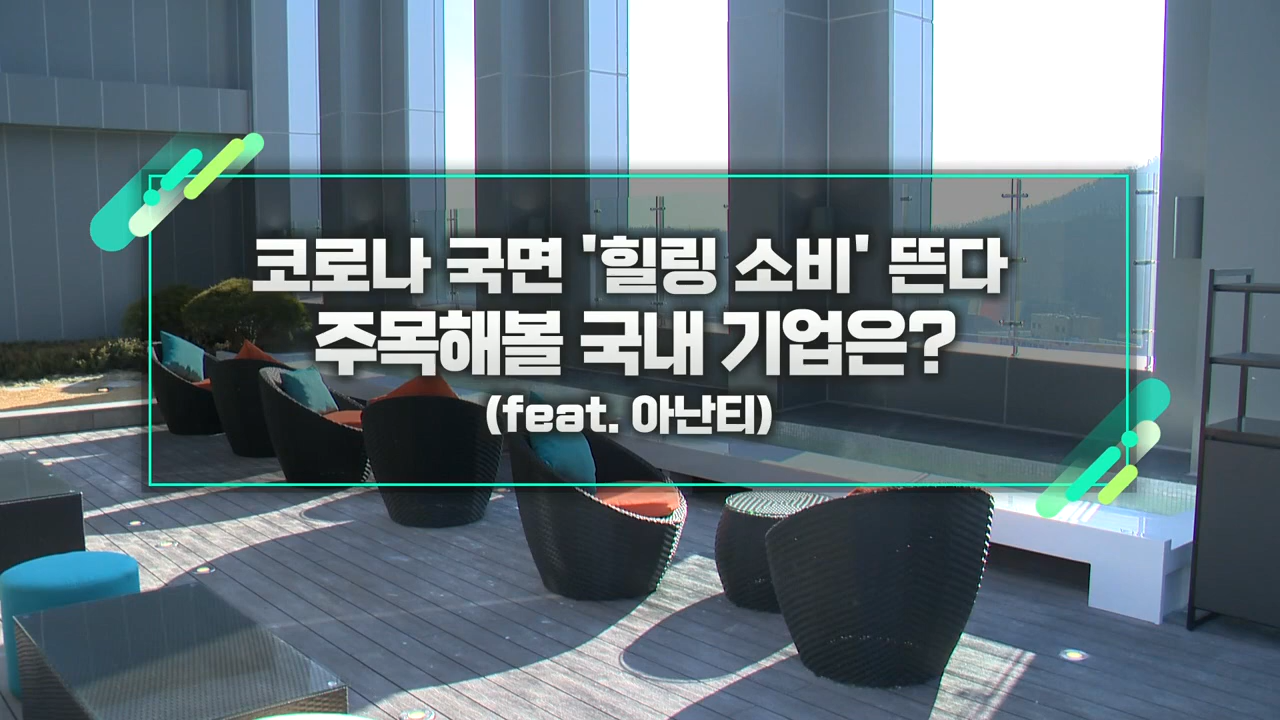 코로나 국면 '힐링 소비' 뜬다
주목해볼 국내 기업은?
(feat. 아난티)